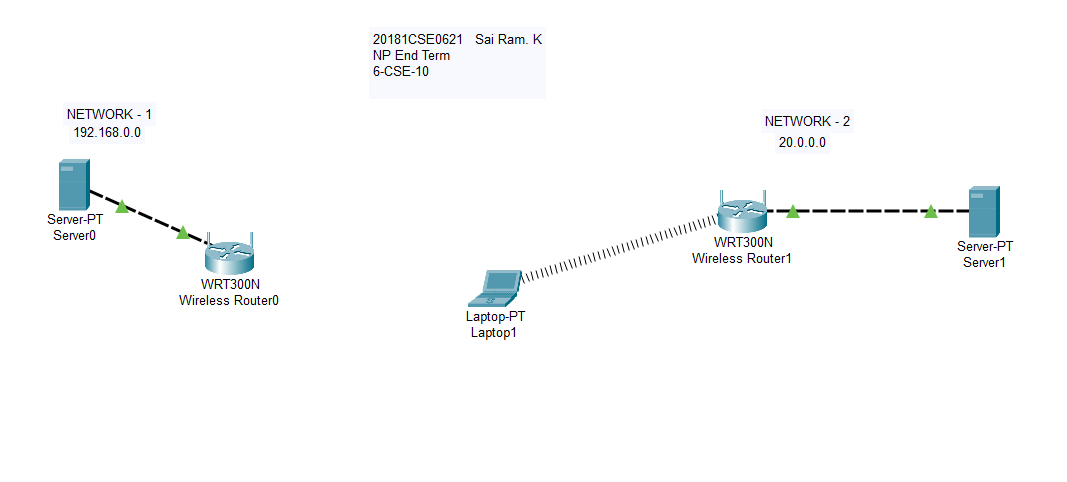 20181CSE0621 Sai Ram. K
NP End Term
6-CSE-10
NETWORK - 1
192.168.0.0
NETWORK - 2
20.0.0.0
Server-PT
Server0
WRT300N
Wireless Router0
Laptop-PT
Laptop1
WRT300N
Wireless Router1
Server-PT
Server1